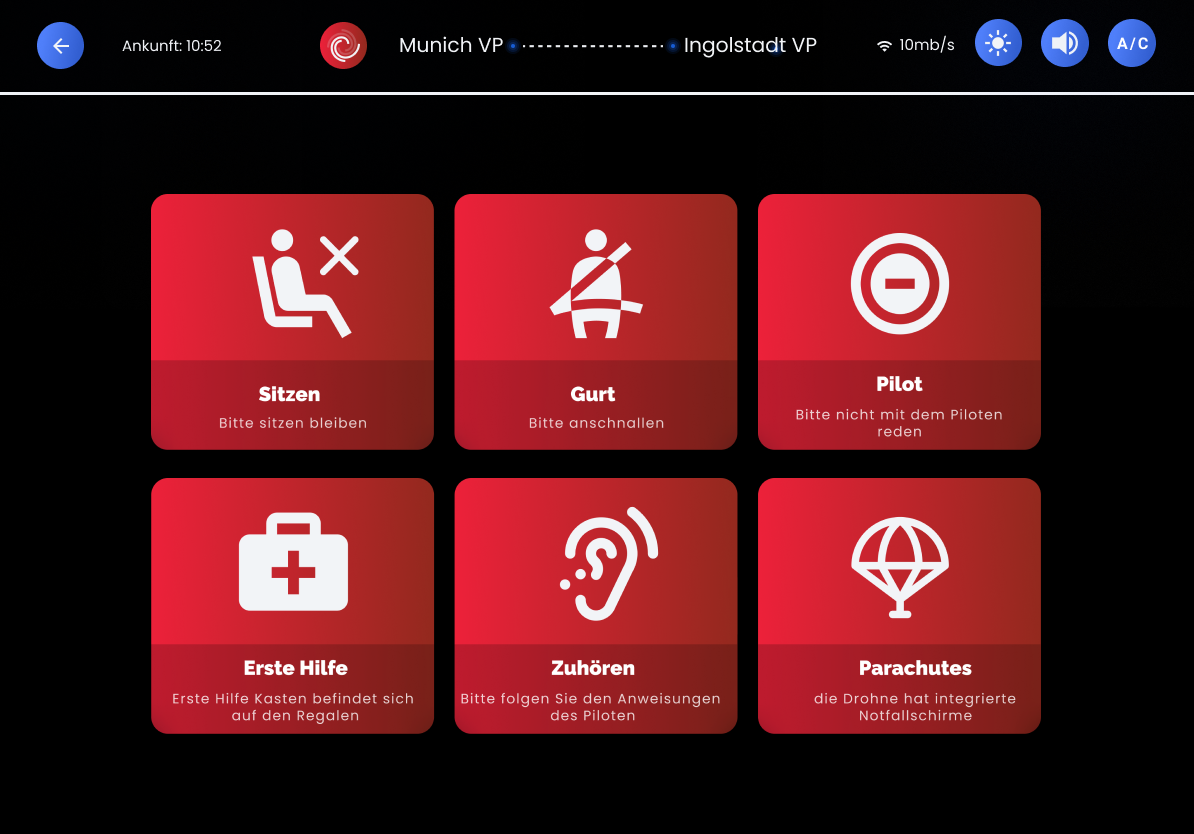 Ankunft: 10:52
Munich VP
Ingolstadt VP
10mb/s
A/C
Sitzen
Bitte sitzen bleiben
Gurt
Bitte anschnallen
Pilot
Bitte nicht mit dem Piloten
reden
Erste Hilfe
Erste Hilfe Kasten befindet sich
auf den Regalen
Zuhören
Bitte folgen Sie den Anweisungen
des Piloten
Parachutes
die Drohne hat integrierte
Notfallschirme